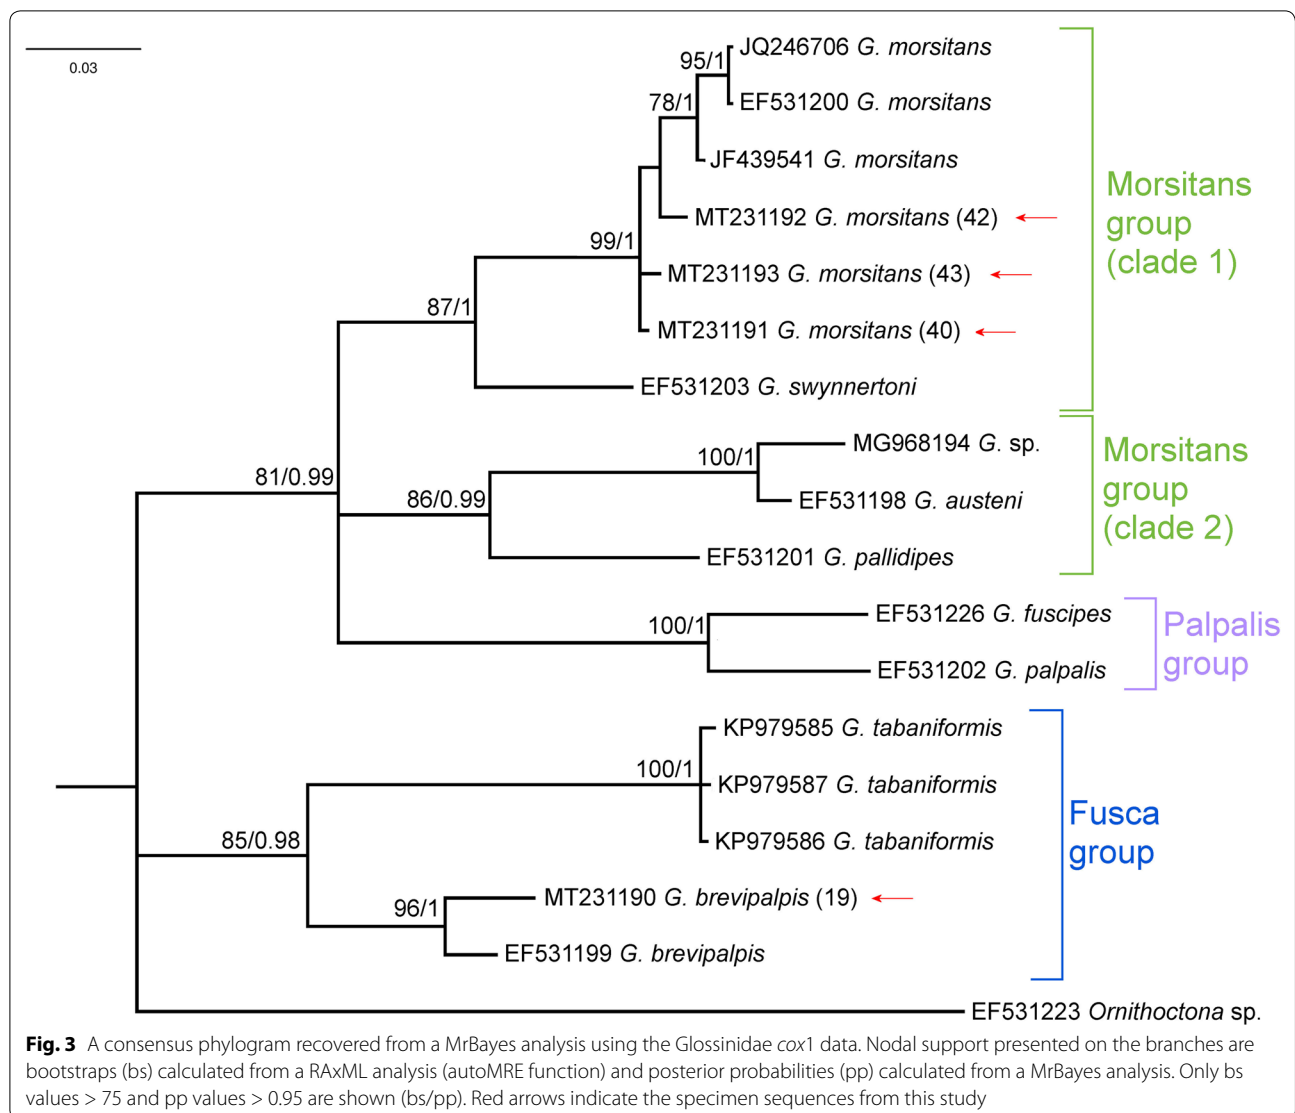 0.03
95/1
JQ246706 G. morsitans
78/1
EF531200 G. morsitans
JF439541 G. morsitans
MT231192 G. morsitans (42)
99/1
MT231193 G. morsitans (43)
87/1
MT231191 G. morsitans (40)
EF531203 G. swynnertoni
Morsitans
group
(clade 1)
MG968194 G. sp.
100/1
81/0.99
86/0.99
EF531198 G. austeni
EF531201 G. pallidipes
Morsitans
group
(clade 2)
EF531226 G. fuscipes
100/1
EF531202 G. palpalis
Palpalis
group
KP979585 G. tabaniformis
100/1
KP979587 G. tabaniformis
85/0.98
KP979586 G. tabaniformis
MT231190 G. brevipalpis (19)
96/1
EF531199 G. brevipalpis
Fusca
group
EF531223 Ornithoctona sp.
Fig. 3 A consensus phylogram recovered from a MrBayes analysis using the Glossinidae cox1 data. Nodal support presented on the branches are
bootstraps (bs) calculated from a RAxML analysis (autoMRE function) and posterior probabilities (pp) calculated from a MrBayes analysis. Only bs
values > 75 and pp values > 0.95 are shown (bs/pp). Red arrows indicate the specimen sequences from this study